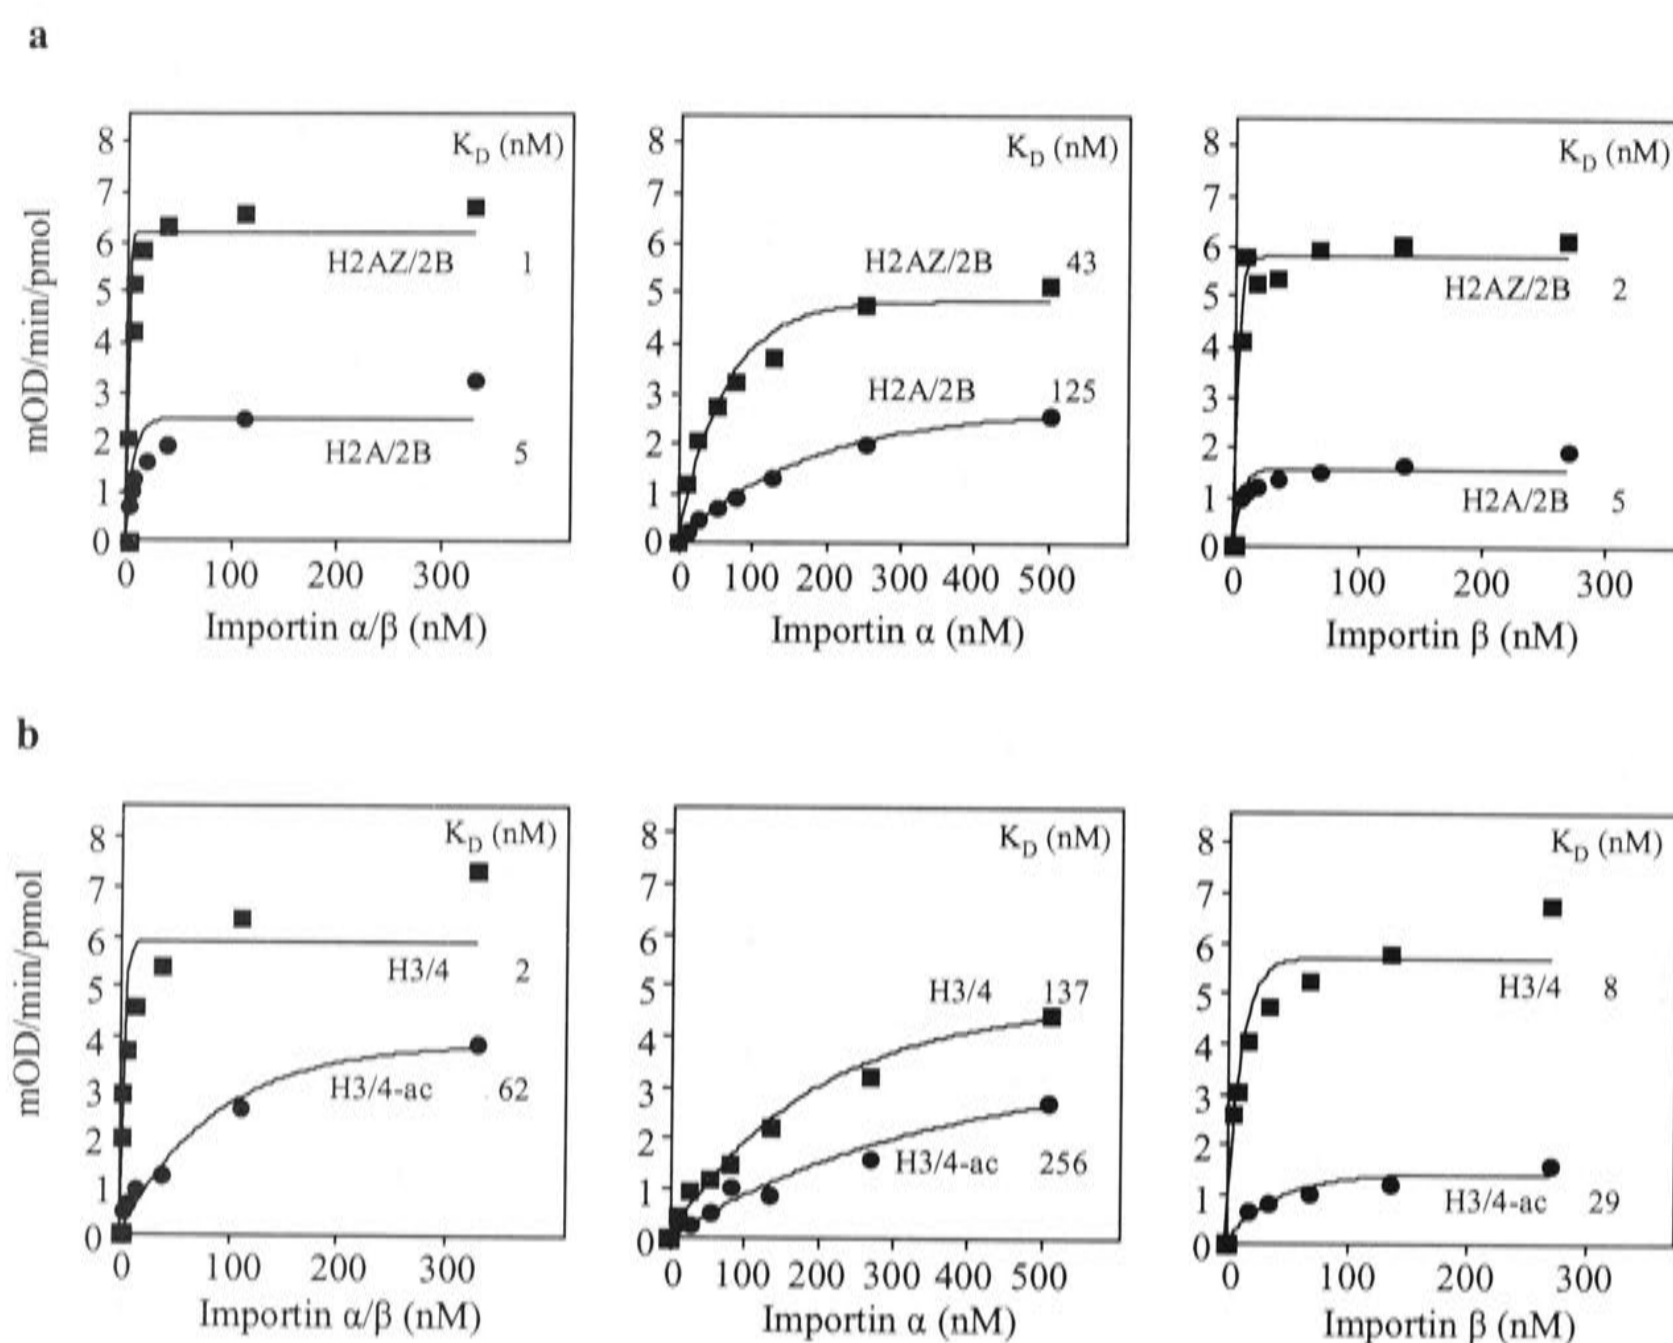 a
mOD/min/pmol
8
7
6
5
4
3
2
1
0
K_D (nM)
H2AZ/2B 1
H2A/2B 5
0 100 200 300
Importin α/β (nM)
8
7
6
5
4
3
2
1
0
K_D (nM)
H2AZ/2B 43
H2A/2B 125
0 100 200 300 400 500
Importin α (nM)
8
7
6
5
4
3
2
1
0
K_D (nM)
H2AZ/2B 2
H2A/2B 5
0 100 200 300
Importin β (nM)
b
mOD/min/pmol
8
7
6
5
4
3
2
1
0
K_D (nM)
H3/4 2
H3/4-ac 62
0 100 200 300
Importin α/β (nM)
8
7
6
5
4
3
2
1
0
K_D (nM)
H3/4 137
H3/4-ac 256
0 100 200 300 400 500
Importin α (nM)
8
7
6
5
4
3
2
1
0
K_D (nM)
H3/4 8
H3/4-ac 29
0 100 200 300
Importin β (nM)